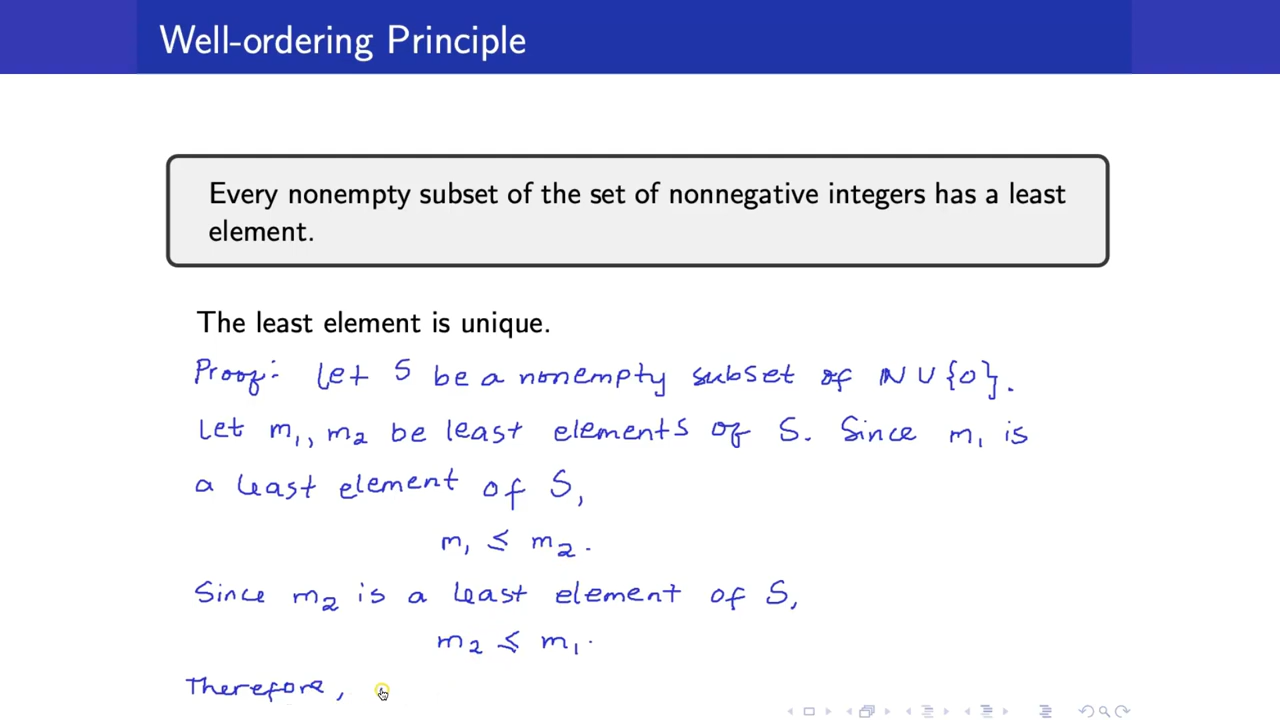 Well-ordering Principle
Every nonempty subset of the set of nonnegative integers has a least
element.
The least element is unique.
Proof: Let S be a nonempty subset of ℕ ∪ {0}.
Let m₁, m₂ be least elements of S. Since m₁ is
a least element of S,
m₁ ≤ m₂.
Since m₂ is a least element of S,
m₂ ≤ m₁.
Therefore,